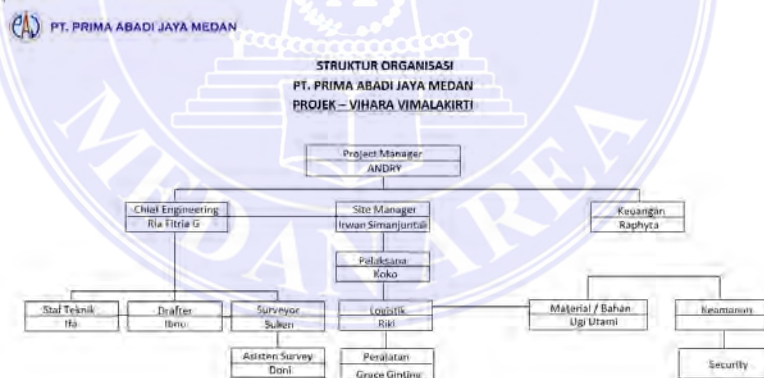 PT. PRIMA ABADI JAYA MEDAN
STRUKTUR ORGANISASI
PT. PRIMA ABADI JAYA MEDAN
PROJEK – VIHARA VIMALAKIRTI
MEDAN AREA
Project Manager
ANDRY
Chief Engineering
Ria Fitria G
Site Manager
Irwan Simanjuntak
Keuangan
Raphyta
Pelaksana
Koko
Staf Teknik
Ifa
Drafter
Ibnu
Surveyor
Suken
Logistik
Riki
Material / Bahan
Ugi Utami
Keamanan
Asisten Survey
Doni
Peralatan
Grace Ginting
Security